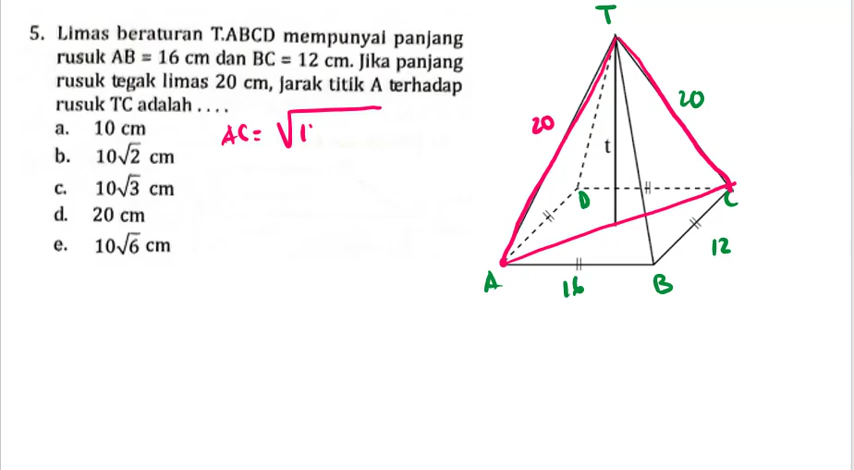 5. Limas beraturan T.ABCD mempunyai panjang
rusuk AB = 16 cm dan BC = 12 cm. Jika panjang
rusuk tegak limas 20 cm, jarak titik A terhadap
rusuk TC adalah . . . .
a. 10 cm
b. 10√2 cm
c. 10√3 cm
d. 20 cm
e. 10√6 cm
AC = √1
T
20
20
t
D
C
12
A
16
B